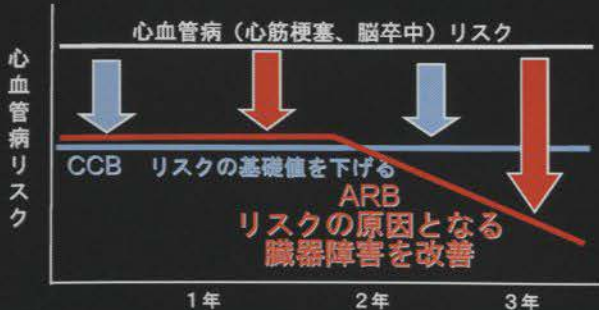 心血管病（心筋梗塞、脳卒中）リスク
心血管病リスク
CCB リスクの基礎値を下げる
ARB
リスクの原因となる
臓器障害を改善
1年 2年 3年